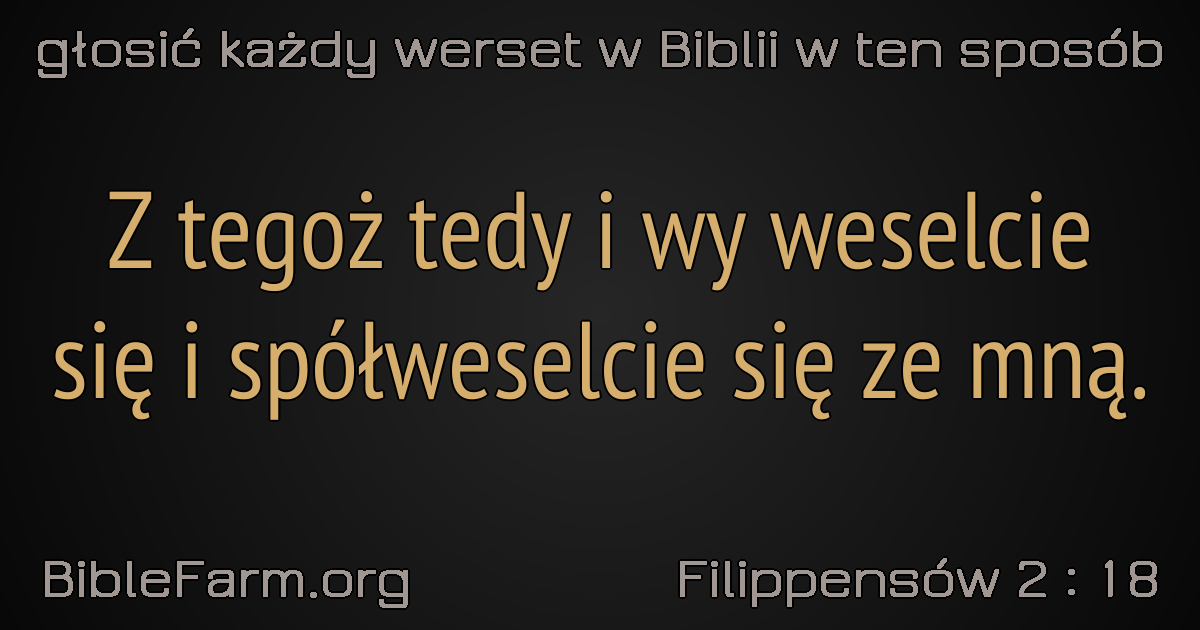 głosić każdy werset w Biblii w ten sposób
Z tegoż tedy i wy weselcie
się i spółweselcie się ze mną.
BibleFarm.org
Filippensów 2 : 18